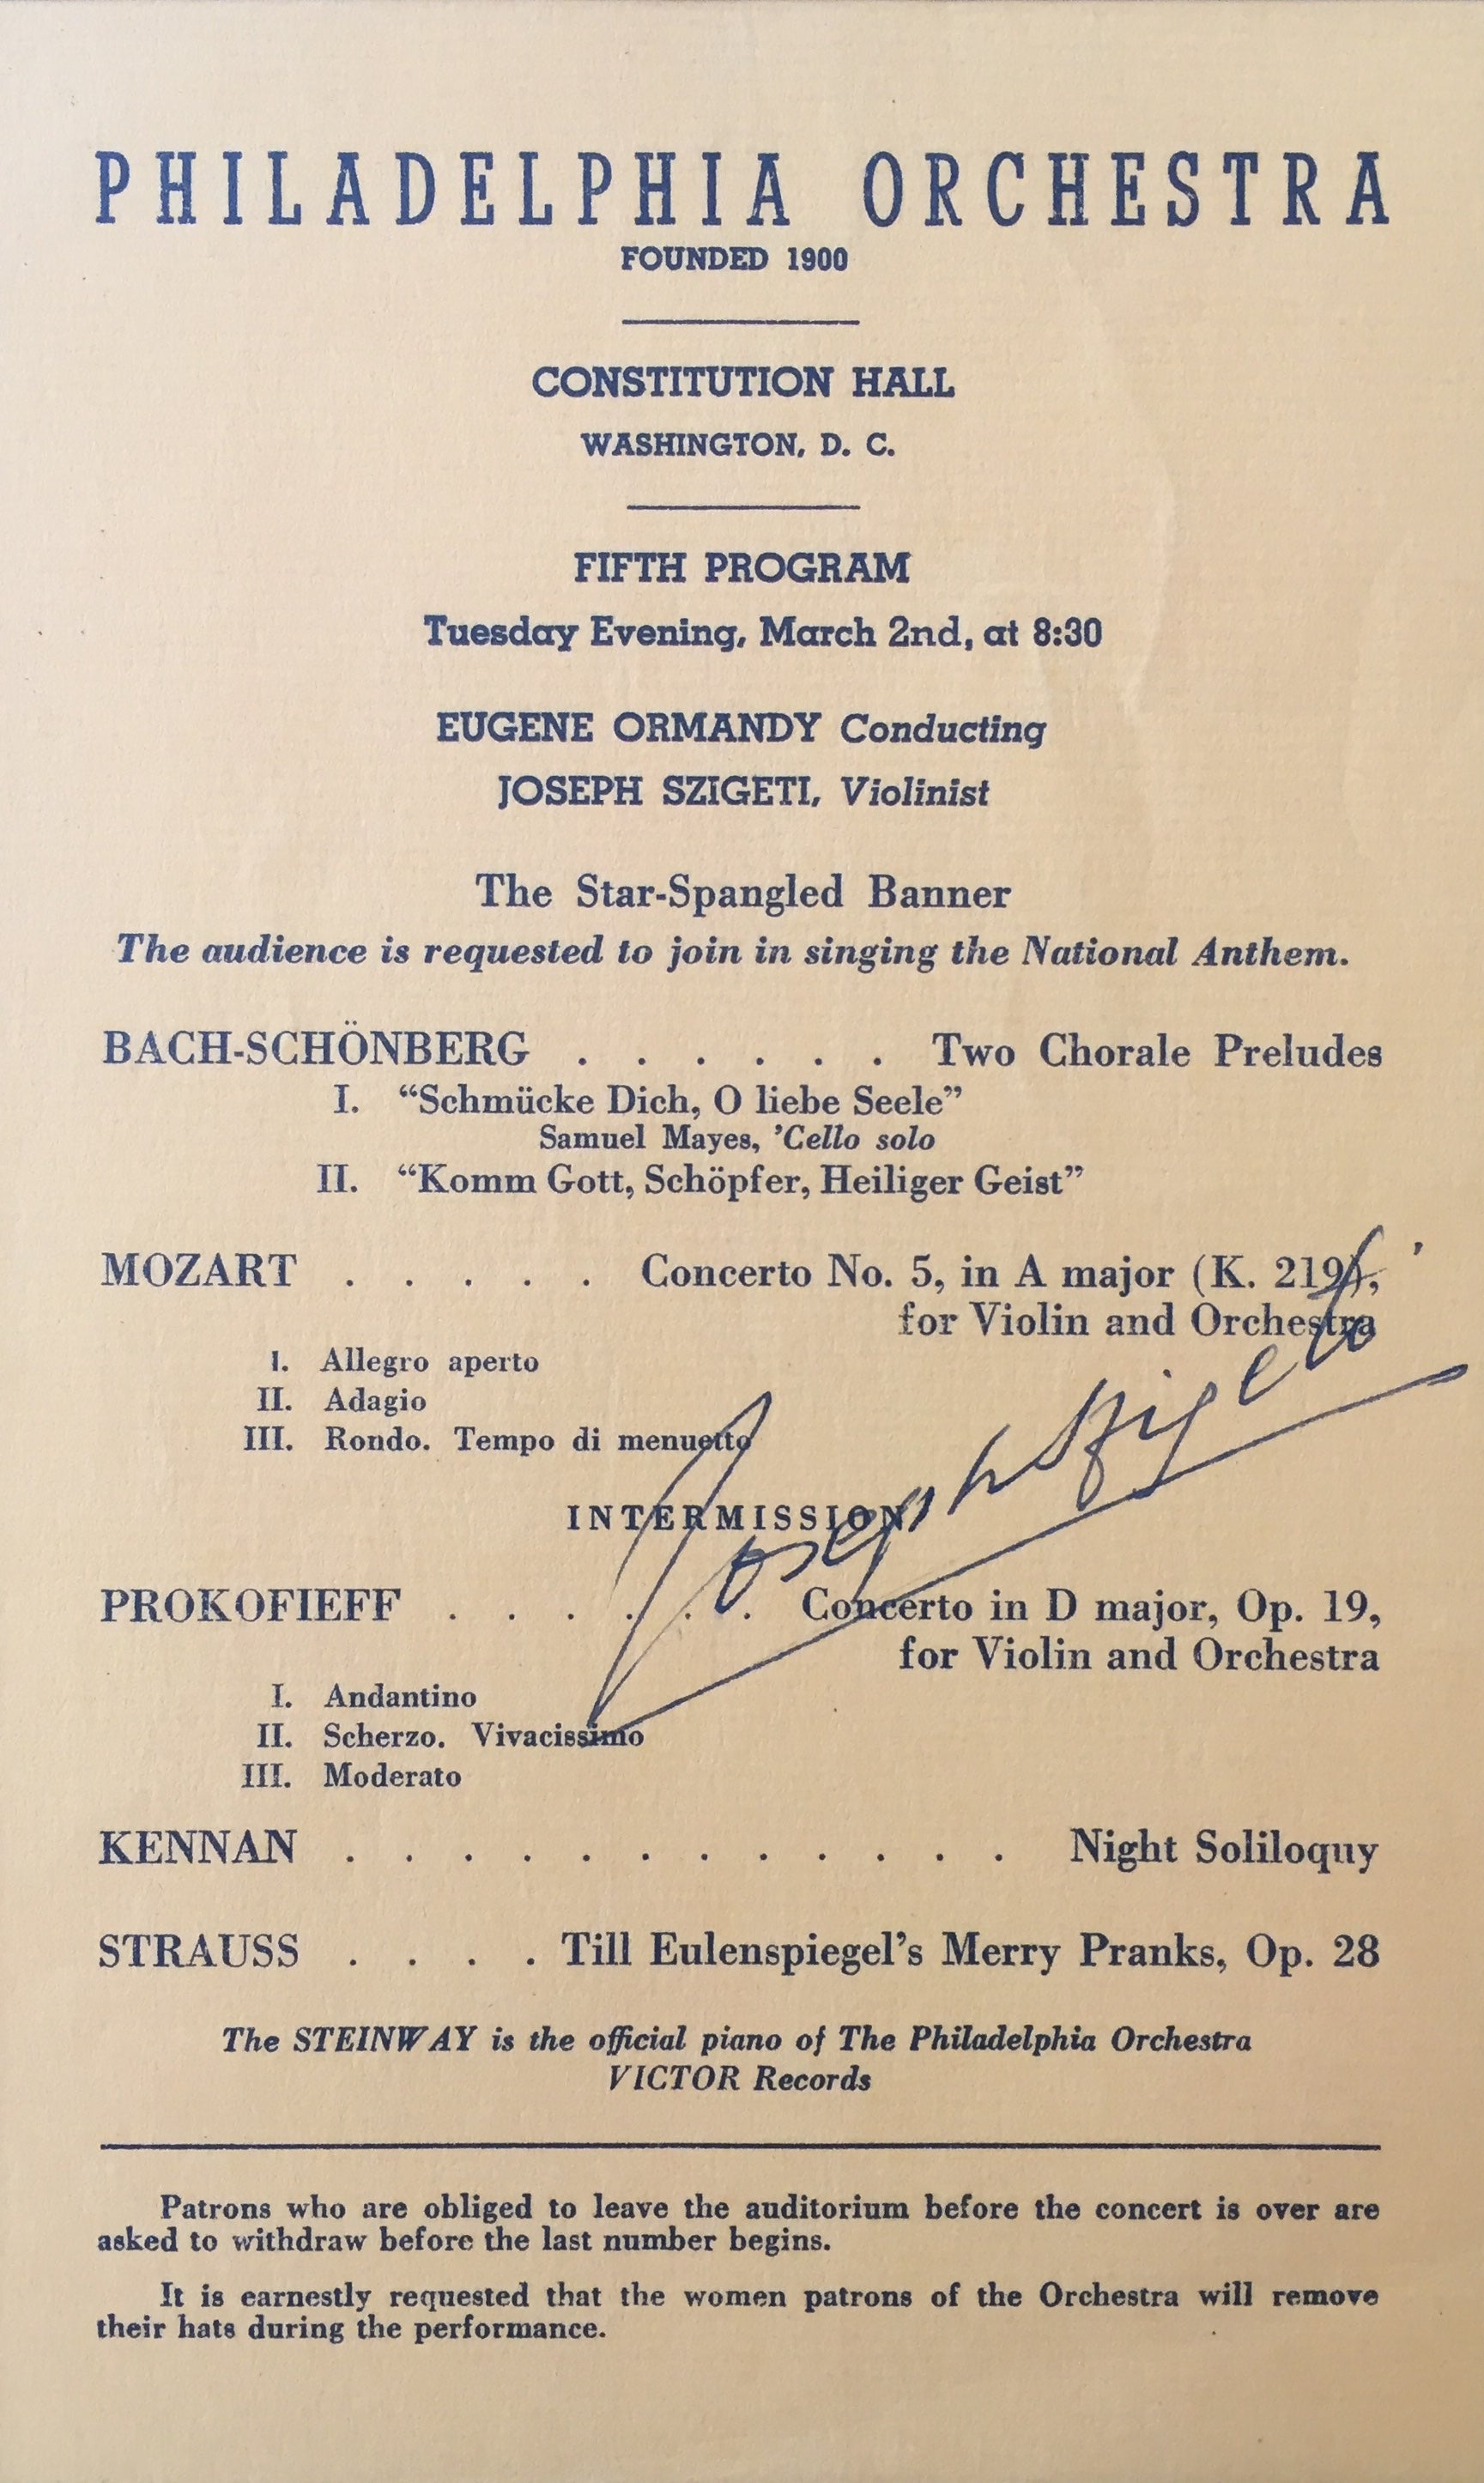 PHILADELPHIA ORCHESTRA
FOUNDED 1900
CONSTITUTION HALL
WASHINGTON, D. C.
FIFTH PROGRAM
Tuesday Evening, March 2nd, at 8:30
EUGENE ORMANDY Conducting
JOSEPH SZIGETI, Violinist
The Star-Spangled Banner
The audience is requested to join in singing the National Anthem.
BACH-SCHÖNBERG . . . . . . Two Chorale Preludes
I. “Schmücke Dich, O liebe Seele”
Samuel Mayes, ’Cello solo
II. “Komm Gott, Schöpfer, Heiliger Geist”
MOZART . . . . . Concerto No. 5, in A major (K. 219),
for Violin and Orchestra
I. Allegro aperto
II. Adagio
III. Rondo. Tempo di menuetto
Joseph Szigeti
INTERMISSION
PROKOFIEFF . . . . . . Concerto in D major, Op. 19,
for Violin and Orchestra
I. Andantino
II. Scherzo. Vivacissimo
III. Moderato
KENNAN . . . . . . . . . . . . Night Soliloquy
STRAUSS . . . . Till Eulenspiegel’s Merry Pranks, Op. 28
The STEINWAY is the official piano of The Philadelphia Orchestra
VICTOR Records
Patrons who are obliged to leave the auditorium before the concert is over are
asked to withdraw before the last number begins.
It is earnestly requested that the women patrons of the Orchestra will remove
their hats during the performance.